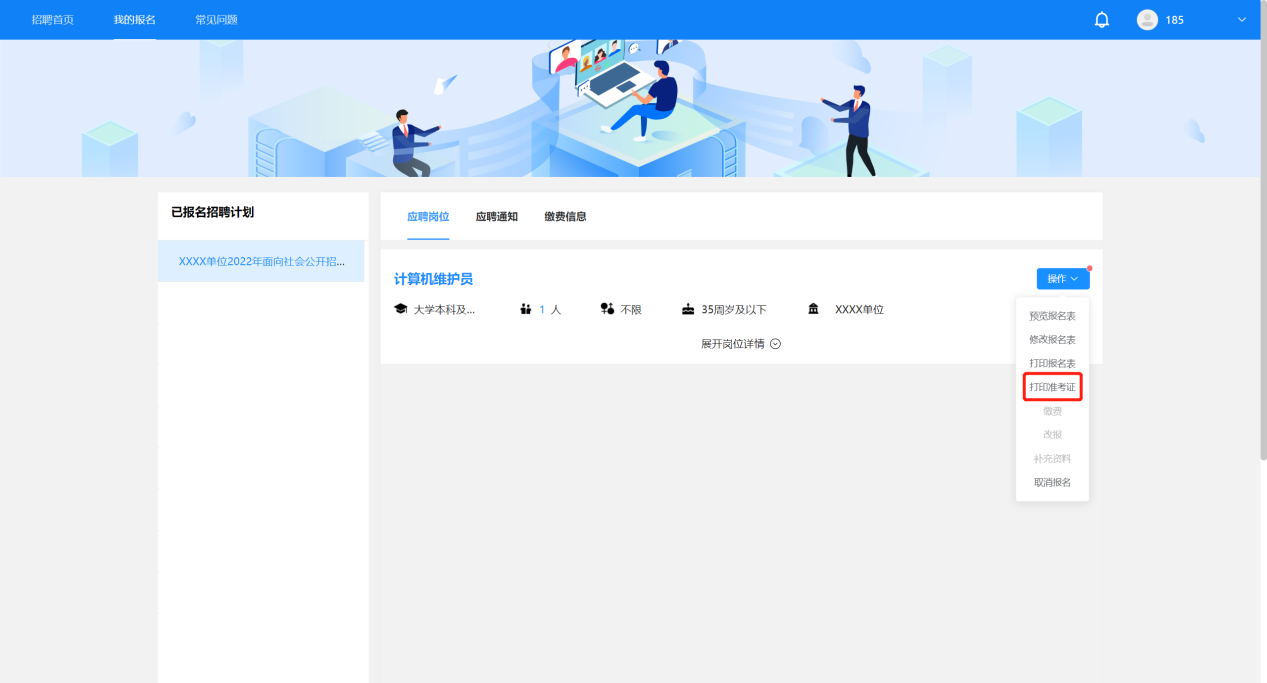 招聘首页 我的报名 常见问题 185
已报名招聘计划
XXXX单位2022年面向社会公开招...
应聘岗位 应聘通知 缴费信息
计算机维护员
操作
大学本科及... 1 人 不限 35周岁及以下 XXXX单位
展开岗位详情
预览报名表
修改报名表
打印报名表
打印准考证
缴费
改报
补充资料
取消报名